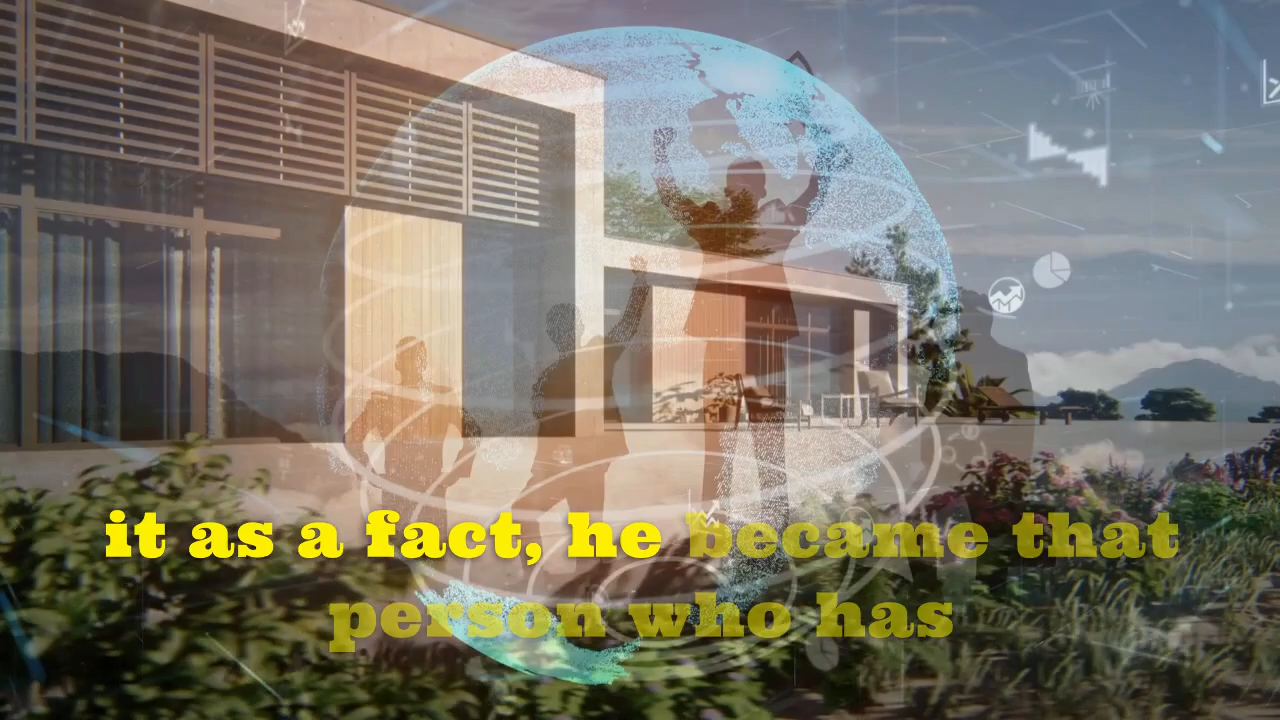 it as a fact, he became that
person who has